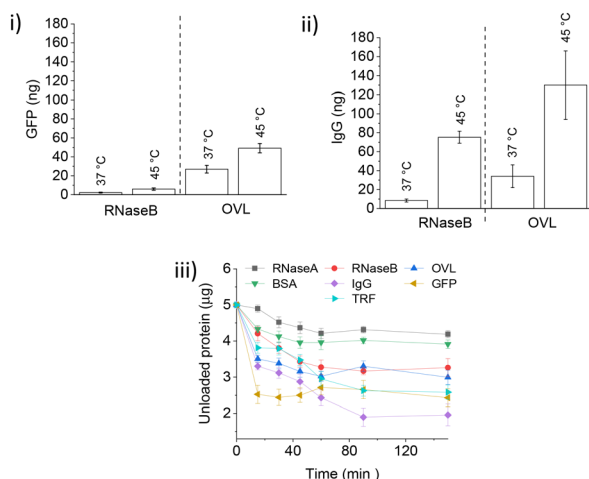 i)
180
160
140
120
100
80
60
40
20
0
GFP (ng)
37 °C
45 °C
37 °C
45 °C
RNaseB
OVL
ii)
180
160
140
120
100
80
60
40
20
0
IgG (ng)
37 °C
45 °C
37 °C
45 °C
RNaseB
OVL
iii)
RNaseA RNaseB OVL
BSA IgG GFP
TRF
6
5
4
3
2
Unloaded protein (µg)
0 40 80 120
Time (min )